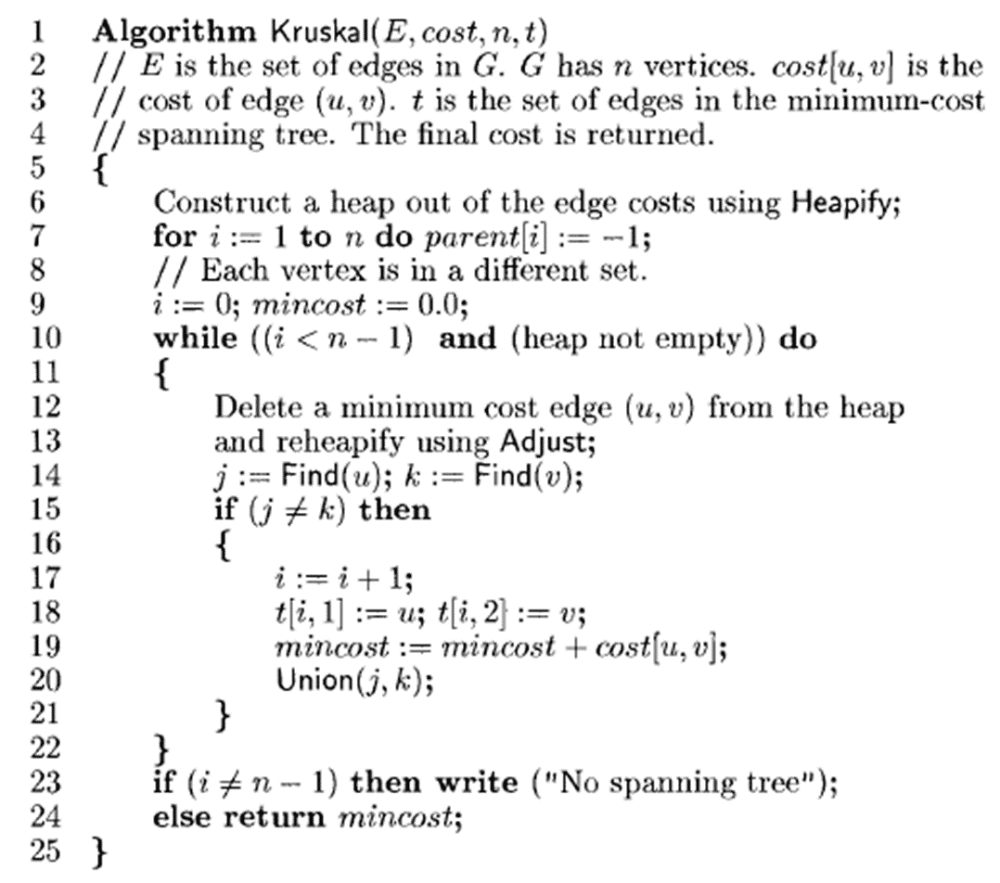 1 Algorithm Kruskal(E, cost, n, t)
2 // E is the set of edges in G. G has n vertices. cost[u, v] is the
3 // cost of edge (u, v). t is the set of edges in the minimum-cost
4 // spanning tree. The final cost is returned.
5 {
6 Construct a heap out of the edge costs using Heapify;
7 for i := 1 to n do parent[i] := −1;
8 // Each vertex is in a different set.
9 i := 0; mincost := 0.0;
10 while ((i < n − 1) and (heap not empty)) do
11 {
12 Delete a minimum cost edge (u, v) from the heap
13 and reheapify using Adjust;
14 j := Find(u); k := Find(v);
15 if (j ≠ k) then
16 {
17 i := i + 1;
18 t[i, 1] := u; t[i, 2] := v;
19 mincost := mincost + cost[u, v];
20 Union(j, k);
21 }
22 }
23 if (i ≠ n − 1) then write ("No spanning tree");
24 else return mincost;
25 }